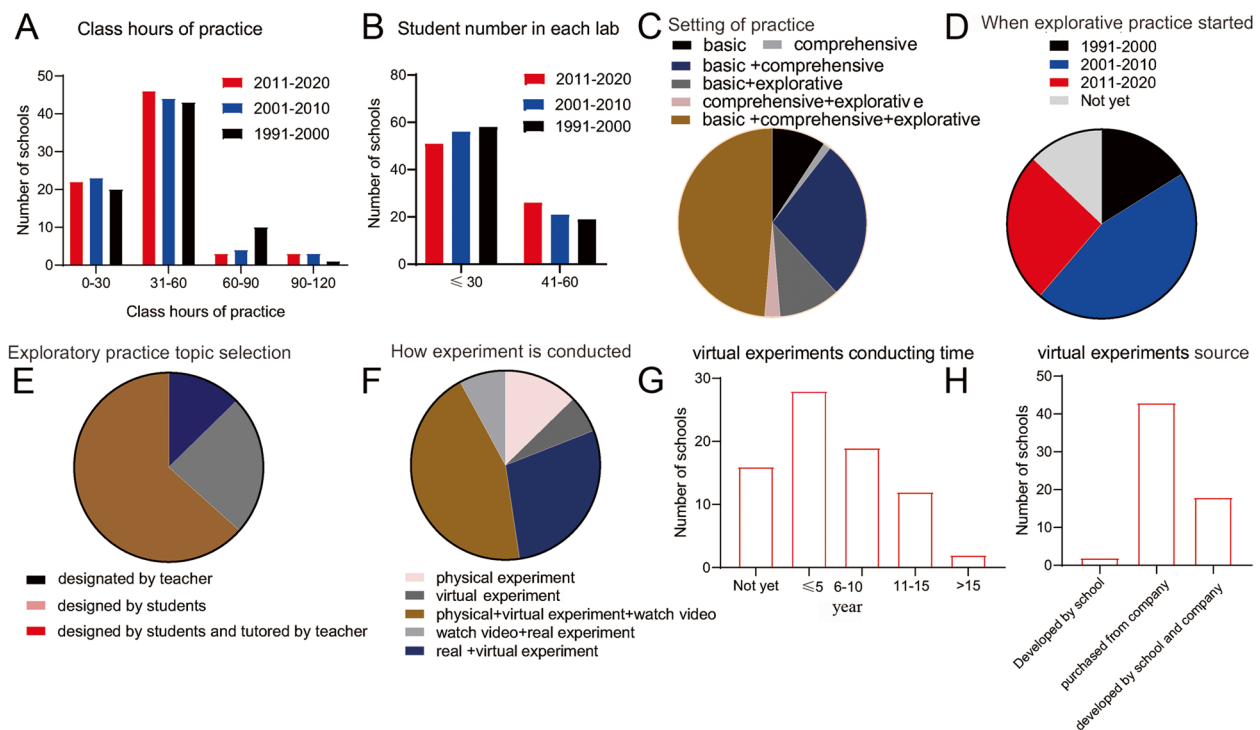 A
Class hours of practice
Number of schools
50
40
30
20
10
0
2011-2020
2001-2010
1991-2000
0-30
31-60
60-90
90-120
Class hours of practice
B
Student number in each lab
Number of schools
80
60
40
20
0
2011-2020
2001-2010
1991-2000
⩽ 30
41-60
C
Setting of practice
basic
comprehensive
basic +comprehensive
basic+explorative
comprehensive+explorative
basic +comprehensive+explorative
D
When explorative practice started
1991-2000
2001-2010
2011-2020
Not yet
E
Exploratory practice topic selection
designated by teacher
designed by students
designed by students and tutored by teacher
F
How experiment is conducted
physical experiment
virtual experiment
physical+virtual experiment+watch video
watch video+real experiment
real +virtual experiment
G
virtual experiments conducting time
Number of schools
30
20
10
0
Not yet
⩽5
6-10
11-15
>15
year
H
virtual experiments source
Number of schools
50
40
30
20
10
0
Developed by school
purchased from company
developed by school and company